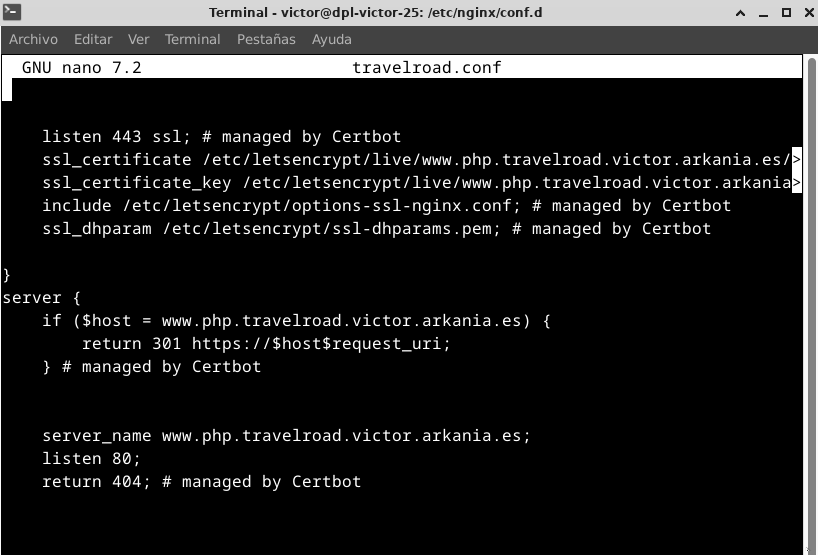 Terminal - victor@dpl-victor-25: /etc/nginx/conf.d
Archivo Editar Ver Terminal Pestañas Ayuda
GNU nano 7.2 travelroad.conf
listen 443 ssl; # managed by Certbot
ssl_certificate /etc/letsencrypt/live/www.php.travelroad.victor.arkania.es/>
ssl_certificate_key /etc/letsencrypt/live/www.php.travelroad.victor.arkania>
include /etc/letsencrypt/options-ssl-nginx.conf; # managed by Certbot
ssl_dhparam /etc/letsencrypt/ssl-dhparams.pem; # managed by Certbot
}
server {
if ($host = www.php.travelroad.victor.arkania.es) {
return 301 https://$host$request_uri;
} # managed by Certbot
server_name www.php.travelroad.victor.arkania.es;
listen 80;
return 404; # managed by Certbot